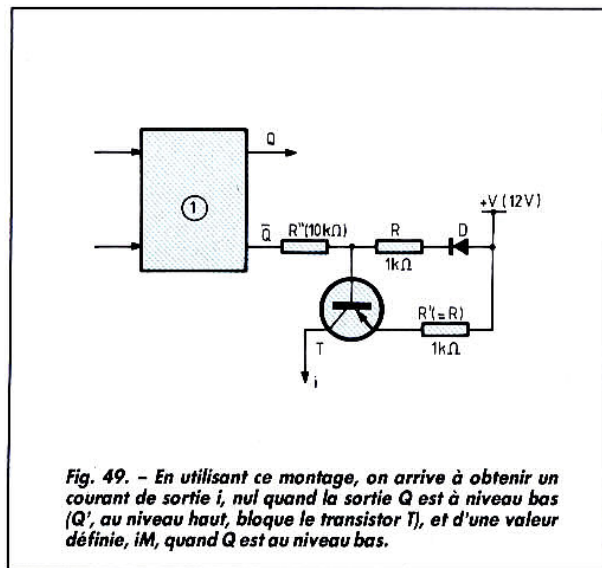 Q
+V (12V)
1
Q̄ R"(10kΩ) R D
1kΩ
R'(=R)
T 1kΩ
i
Fig. 49. – En utilisant ce montage, on arrive à obtenir un
courant de sortie i, nul quand la sortie Q est à niveau bas
(Q', au niveau haut, bloque le transistor T), et d'une valeur
définie, iM, quand Q est au niveau bas.